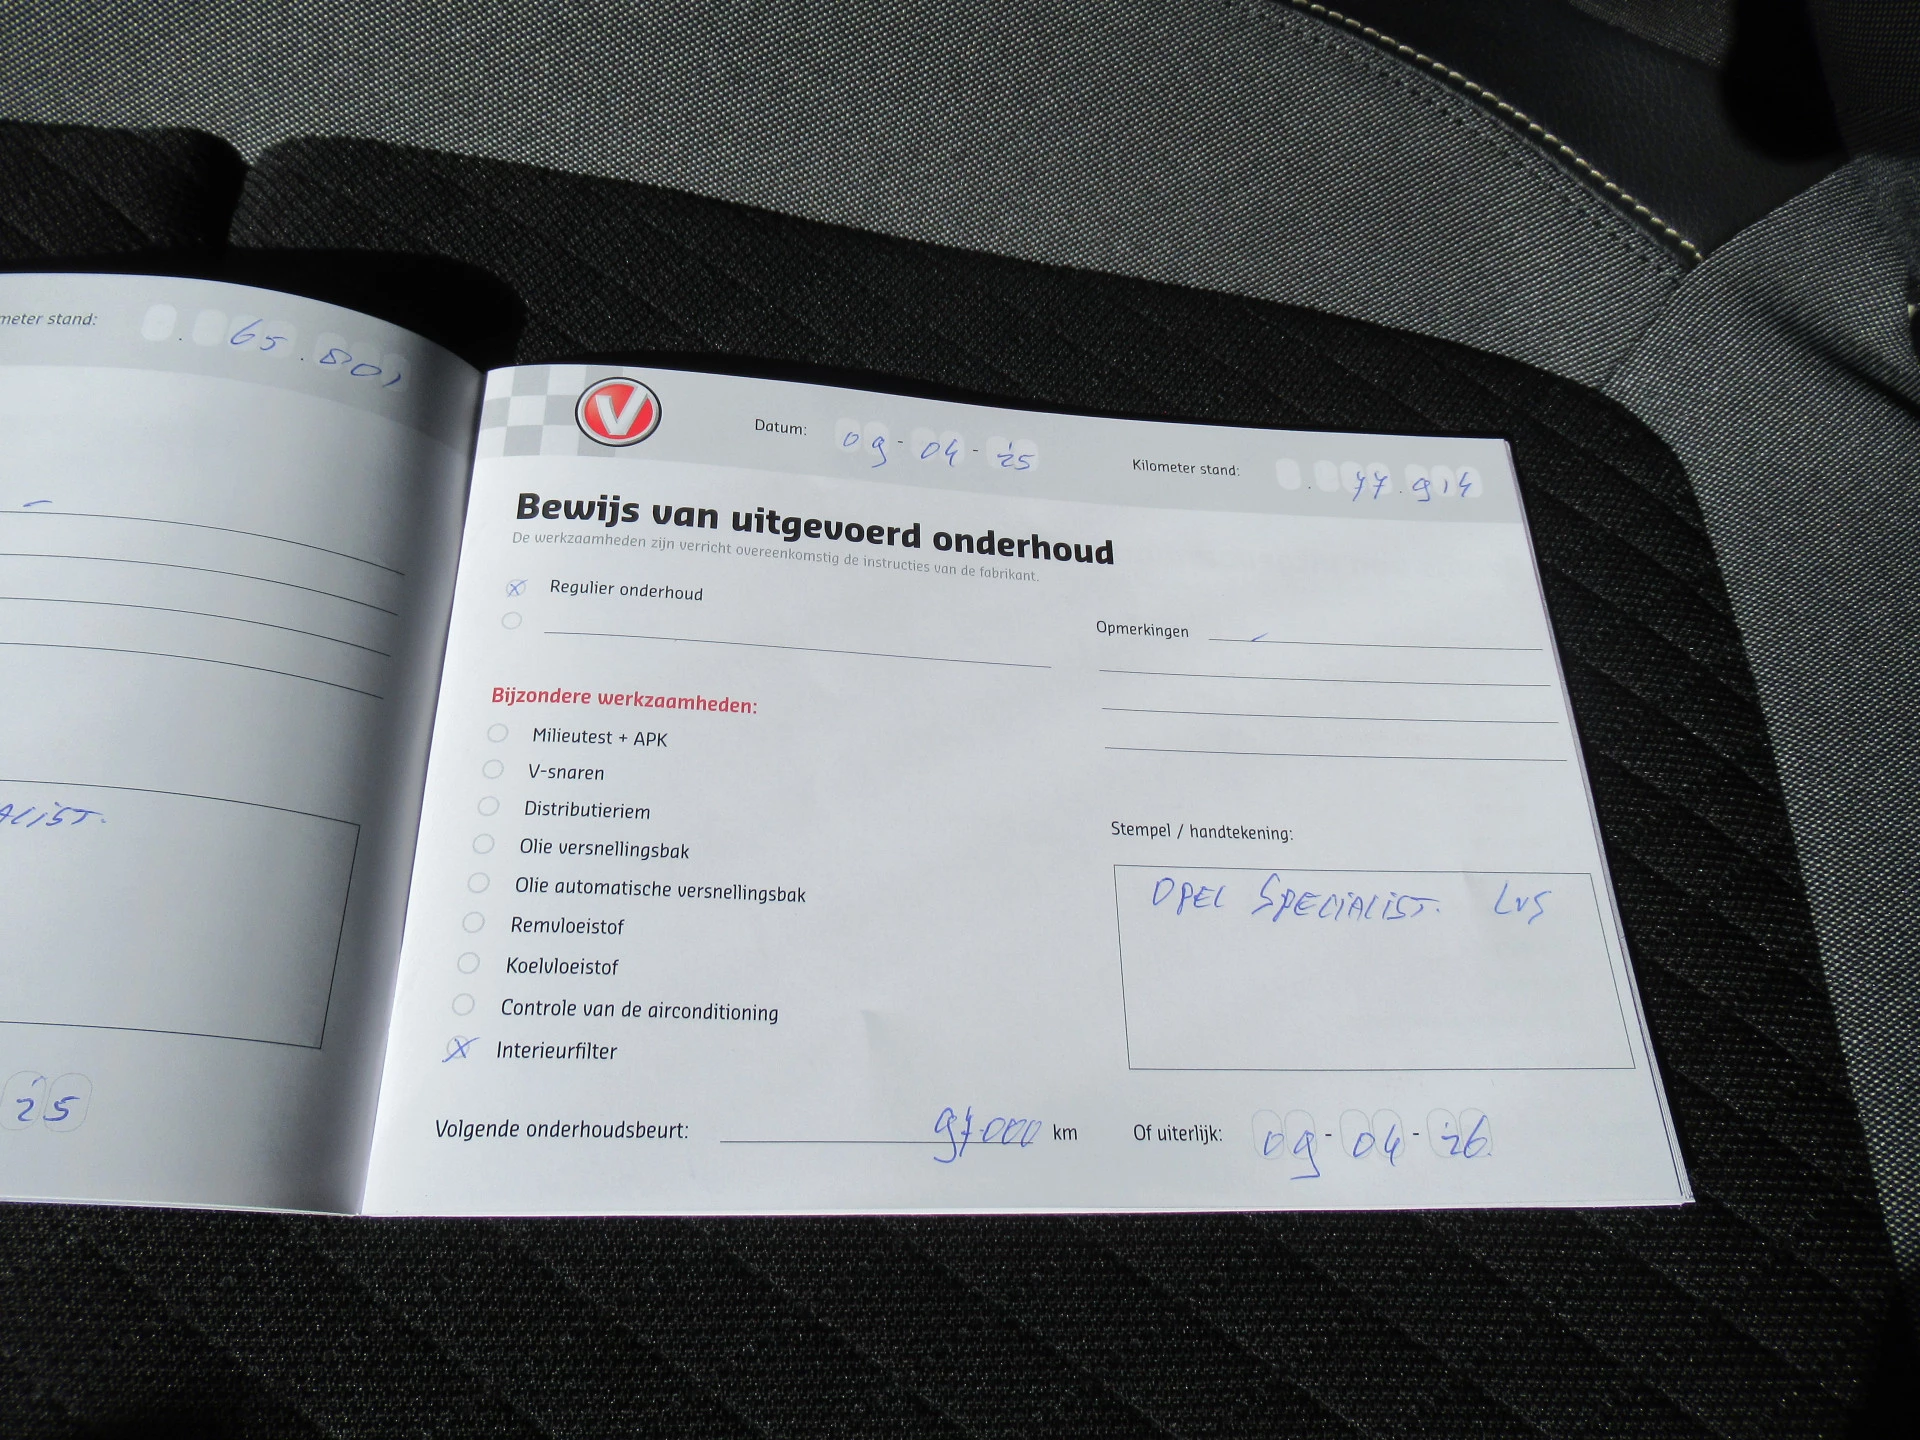 meter stand: 65.801
ALIST.
25
V
Datum: 09-04-25
Kilometer stand: 77.914
Bewijs van uitgevoerd onderhoud
De werkzaamheden zijn verricht overeenkomstig de instructies van de fabrikant.
Regulier onderhoud
Opmerkingen
Bijzondere werkzaamheden:
Milieutest + APK
V-snaren
Distributieriem
Olie versnellingsbak
Olie automatische versnellingsbak
Remvloeistof
Koelvloeistof
Controle van de airconditioning
Interieurfilter
Stempel / handtekening:
OPEL SPECIALIST. LVS
Volgende onderhoudsbeurt: 97.000 km
Of uiterlijk: 09-04-26